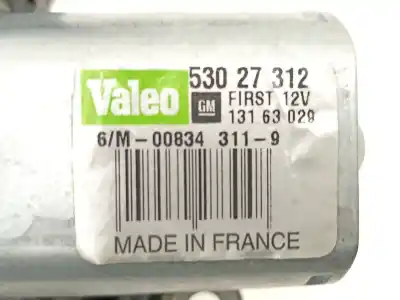 Valeo
530 27 312
GM FIRST 12V
131 63 029
6/M-00834 311-9
MADE IN FRANCE